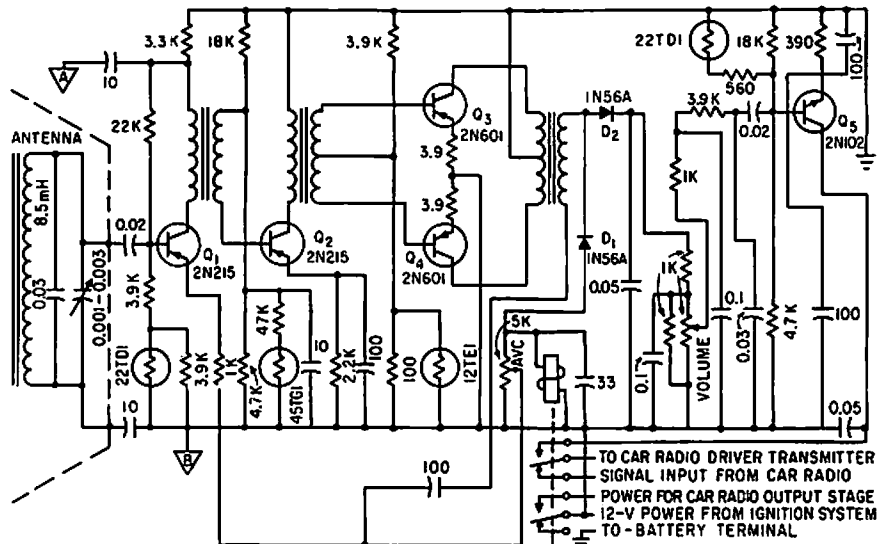 3.3K
18K
3.9K
22TD1
18K
390
100
A
10
560
1N56A
D2
3.9K
0.02
Q5
2N102
ANTENNA
22K
Q3
2N601
3.9
3.9
1K
8.5mH
0.02
Q1
2N215
Q2
2N215
Q4
2N601
D1
1N56A
0.03
0.001-0.003
3.9K
0.05
1K
0.1
0.03
4.7K
100
5K
AVC
47K
10
22TD1
3.9K
1K
4.7K
45TG1
2.2K
100
100
12TE1
33
0.1
VOLUME
10
B
0.05
100
TO CAR RADIO DRIVER TRANSMITTER
SIGNAL INPUT FROM CAR RADIO
POWER FOR CAR RADIO OUTPUT STAGE
12-V POWER FROM IGNITION SYSTEM
TO-BATTERY TERMINAL